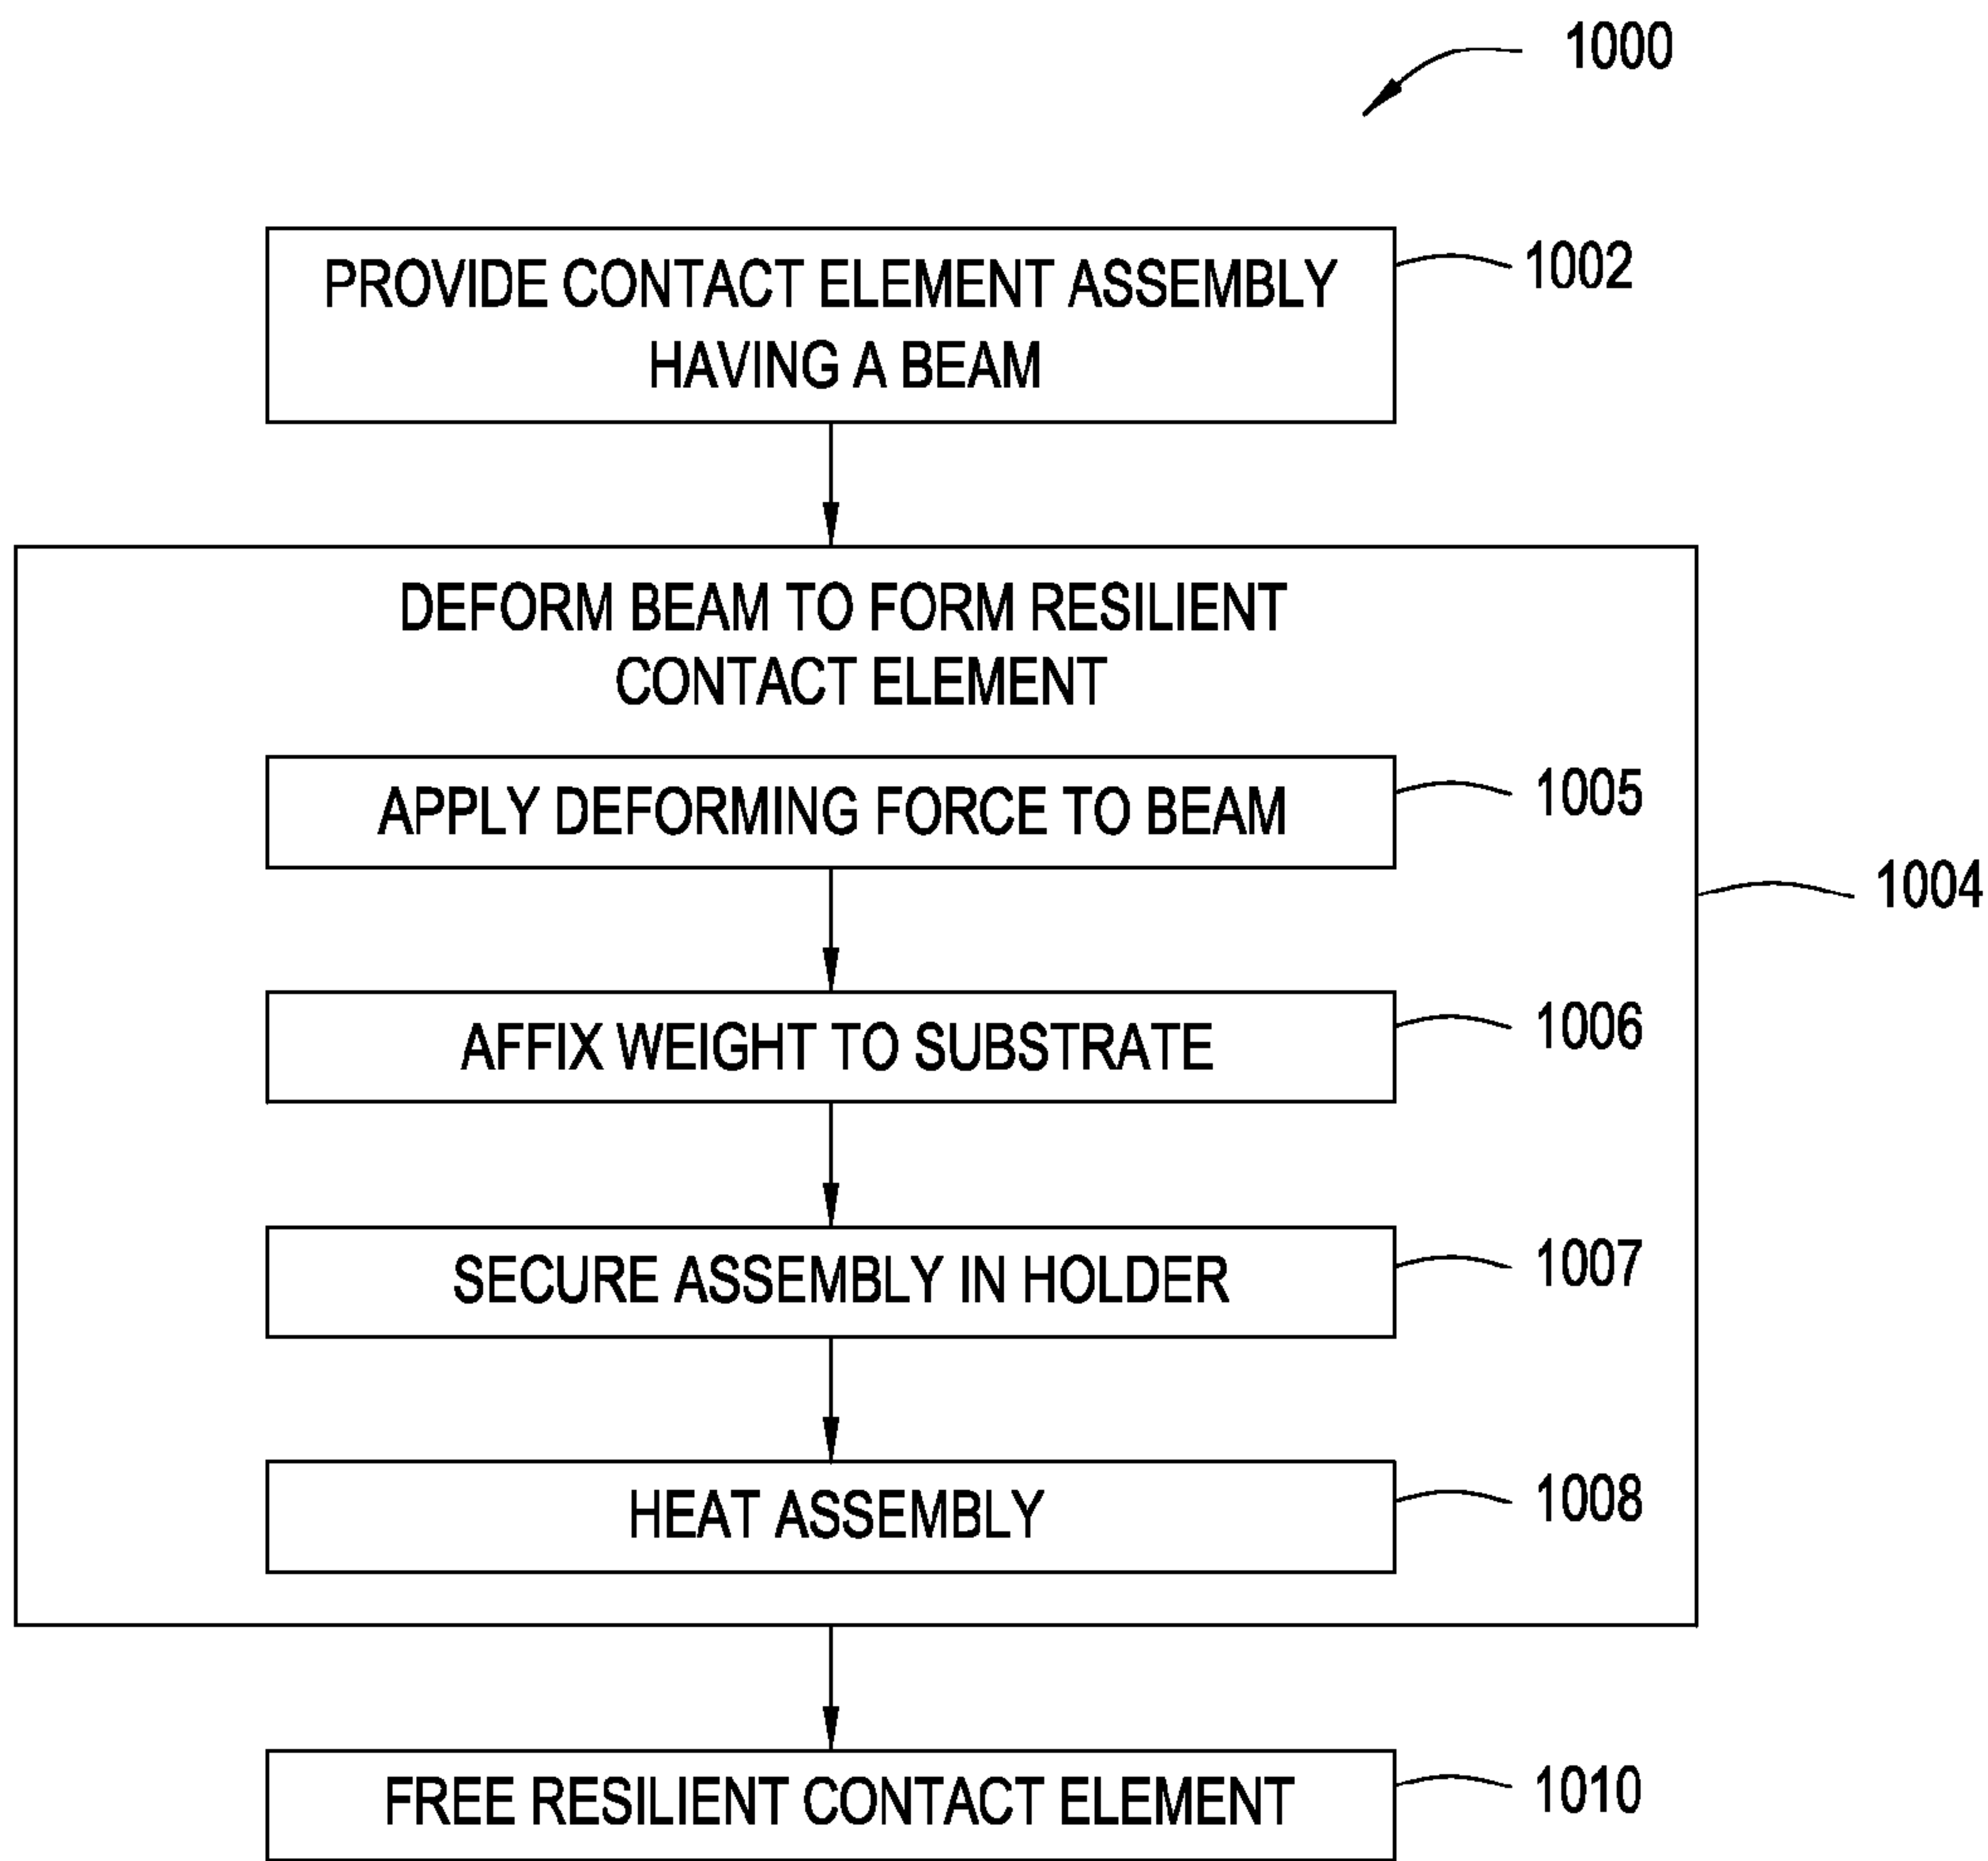 1000
PROVIDE CONTACT ELEMENT ASSEMBLY
HAVING A BEAM
1002
DEFORM BEAM TO FORM RESILIENT
CONTACT ELEMENT
APPLY DEFORMING FORCE TO BEAM
1005
1004
AFFIX WEIGHT TO SUBSTRATE
1006
SECURE ASSEMBLY IN HOLDER
1007
HEAT ASSEMBLY
1008
FREE RESILIENT CONTACT ELEMENT
1010